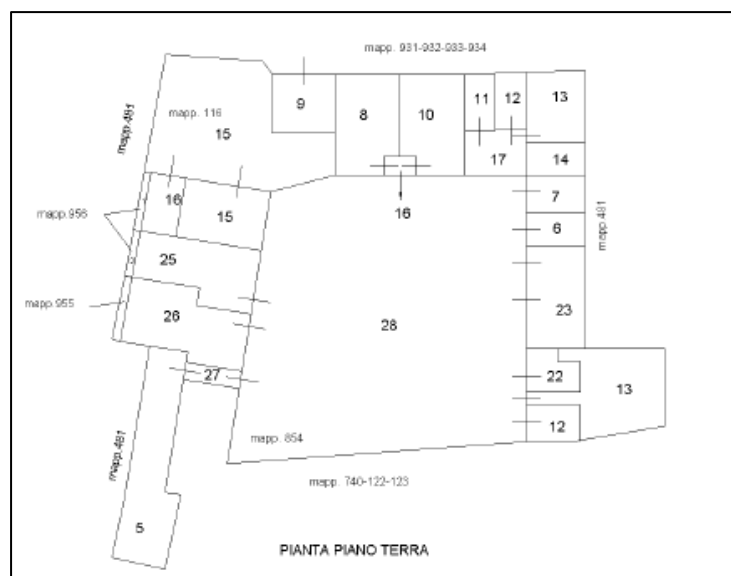 mapp. 931-932-933-934
9
8
10
11
12
13
mapp.481
mapp. 116
15
17
14
16
15
16
7
mapp.956
6
mapp.481
25
mapp.955
26
28
23
27
22
13
12
mapp. 854
mapp.481
mapp. 740-122-123
5
PIANTA PIANO TERRA